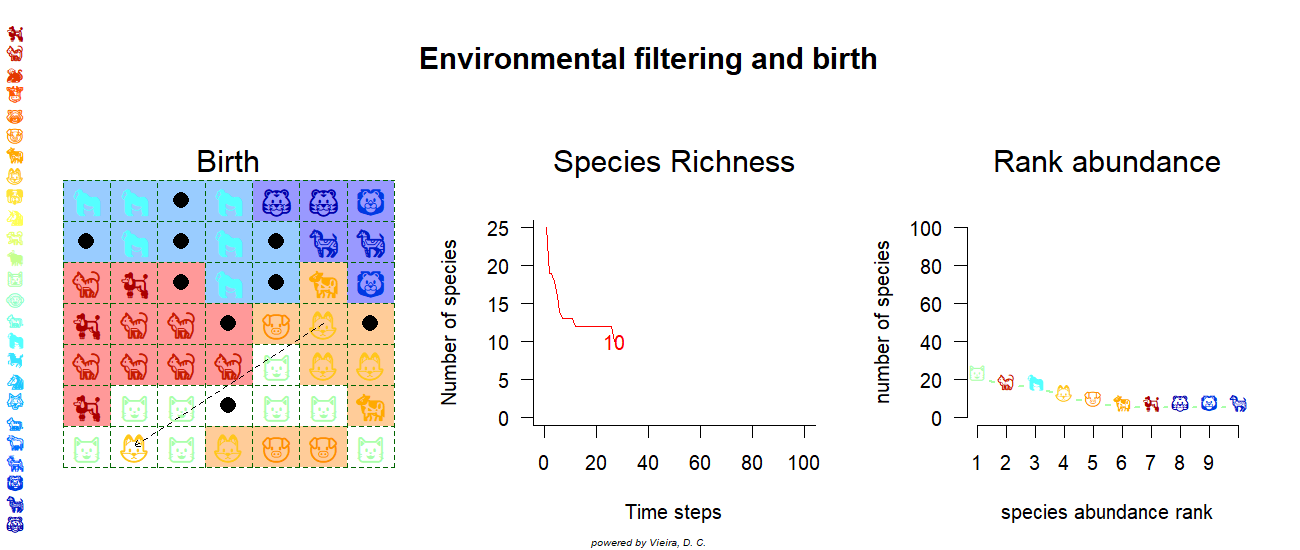 Environmental filtering and birth
Birth
Species Richness
Rank abundance
Number of species
25
20
15
10
5
0
10
0 20 40 60 80 100
Time steps
number of species
100
80
60
40
20
0
1 2 3 4 5 6 7 8 9
species abundance rank
powered by Vieira, D. C.